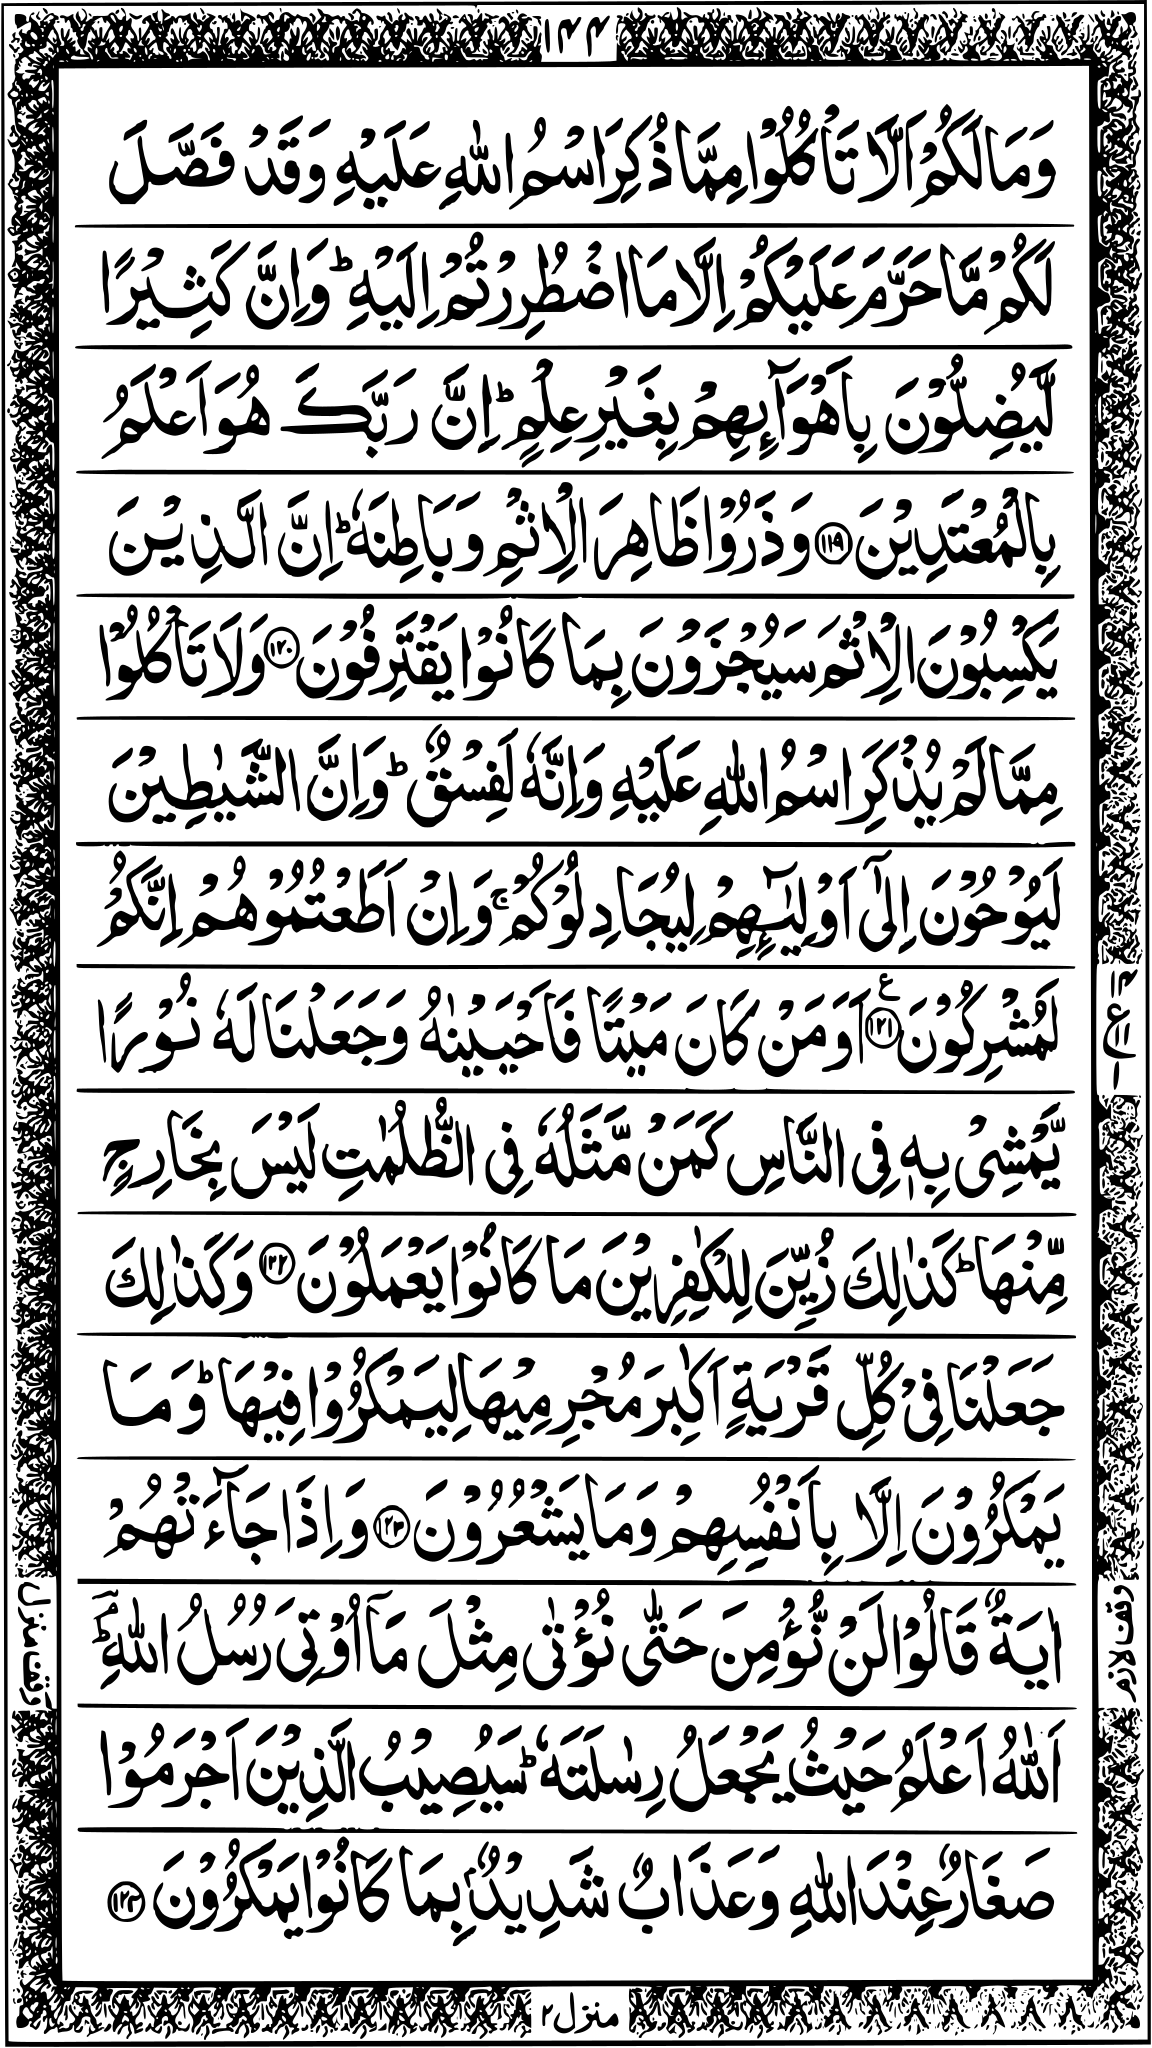 ١٤٤
وَمَا لَكُمْ اَلَّا تَاْكُلُوْا مِمَّا ذُكِرَ اسْمُ اللّٰهِ عَلَيْهِ وَقَدْ فَصَّلَ
لَكُمْ مَّا حَرَّمَ عَلَيْكُمْ اِلَّا مَا اضْطُرِرْتُمْ اِلَيْهِ ؕ وَاِنَّ كَثِيْرًا
لَّيُضِلُّوْنَ بِاَهْوَآئِهِمْ بِغَيْرِ عِلْمٍ ؕ اِنَّ رَبَّكَ هُوَ اَعْلَمُ
بِالْمُعْتَدِيْنَ ۝١١٩ وَذَرُوْا ظَاهِرَ الْاِثْمِ وَبَاطِنَهٗ ؕ اِنَّ الَّذِيْنَ
يَكْسِبُوْنَ الْاِثْمَ سَيُجْزَوْنَ بِمَا كَانُوْا يَقْتَرِفُوْنَ ۝١٢٠ وَلَا تَاْكُلُوْا
مِمَّا لَمْ يُذْكَرِ اسْمُ اللّٰهِ عَلَيْهِ وَاِنَّهٗ لَفِسْقٌ ؕ وَاِنَّ الشَّيٰطِيْنَ
لَيُوْحُوْنَ اِلٰٓى اَوْلِيٰٓئِهِمْ لِيُجَادِلُوْكُمْ ۚ وَاِنْ اَطَعْتُمُوْهُمْ اِنَّكُمْ
لَمُشْرِكُوْنَ ۝١٢١ ع اَوَمَنْ كَانَ مَيْتًا فَاَحْيَيْنٰهُ وَجَعَلْنَا لَهٗ نُوْرًا
يَّمْشِيْ بِهٖ فِي النَّاسِ كَمَنْ مَّثَلُهٗ فِي الظُّلُمٰتِ لَيْسَ بِخَارِجٍ
مِّنْهَا ؕ كَذٰلِكَ زُيِّنَ لِلْكٰفِرِيْنَ مَا كَانُوْا يَعْمَلُوْنَ ۝١٢٢ وَكَذٰلِكَ
جَعَلْنَا فِيْ كُلِّ قَرْيَةٍ اَكٰبِرَ مُجْرِمِيْهَا لِيَمْكُرُوْا فِيْهَا ؕ وَمَا
يَمْكُرُوْنَ اِلَّا بِاَنْفُسِهِمْ وَمَا يَشْعُرُوْنَ ۝١٢٣ وَاِذَا جَآءَتْهُمْ
اٰيَةٌ قَالُوْا لَنْ نُّؤْمِنَ حَتّٰى نُؤْتٰى مِثْلَ مَآ اُوْتِيَ رُسُلُ اللّٰهِ ۘؕ
اَللّٰهُ اَعْلَمُ حَيْثُ يَجْعَلُ رِسٰلَتَهٗ ؕ سَيُصِيْبُ الَّذِيْنَ اَجْرَمُوْا
صَغَارٌ عِنْدَ اللّٰهِ وَعَذَابٌ شَدِيْدٌۢ بِمَا كَانُوْا يَمْكُرُوْنَ ۝١٢٤
وقف لازم
وقف منزل
منزل ٢